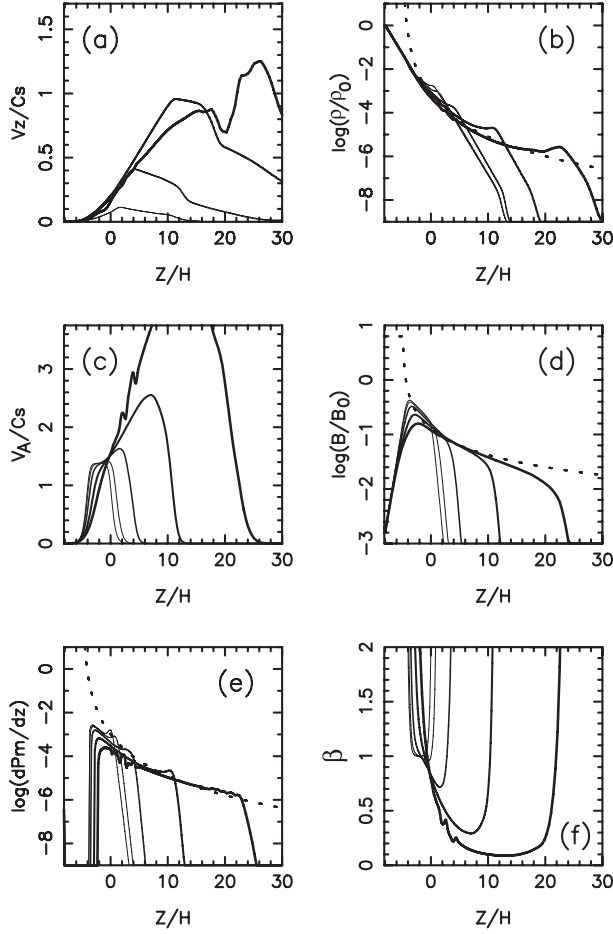 (a)
Vz/Cs
1.5
1
0.5
0
0 10 20 30
Z/H
(b)
log(ρ/ρ0)
0
−2
−4
−6
−8
0 10 20 30
Z/H
(c)
VA/Cs
3
2
1
0
0 10 20 30
Z/H
(d)
log(B/B0)
1
0
−1
−2
−3
0 10 20 30
Z/H
(e)
log(dPm/dz)
0
−2
−4
−6
−8
0 10 20 30
Z/H
(f)
β
2
1.5
1
0.5
0
0 10 20 30
Z/H